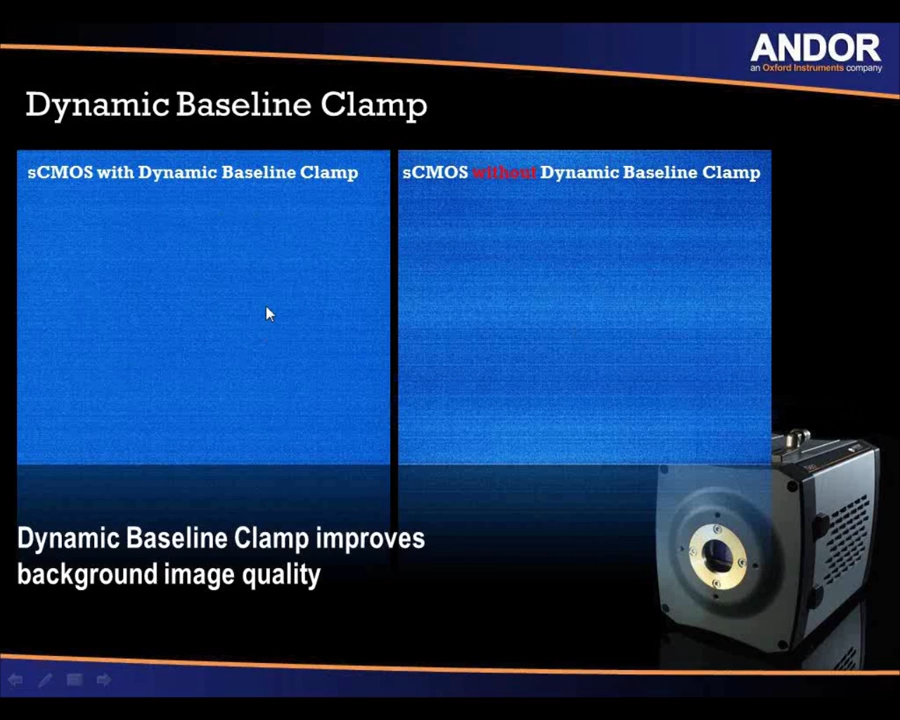 ANDOR
an Oxford Instruments company
Dynamic Baseline Clamp
sCMOS with Dynamic Baseline Clamp
sCMOS without Dynamic Baseline Clamp
Dynamic Baseline Clamp improves
background image quality